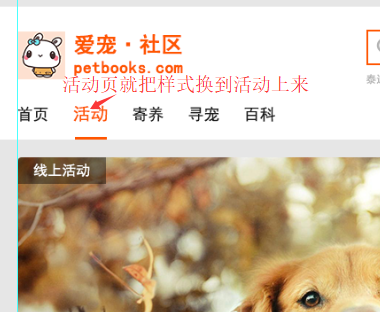 爱宠·社区
petbooks.com
活动页就把样式换到活动上来
首页 活动 寄养 寻宠 百科
线上活动